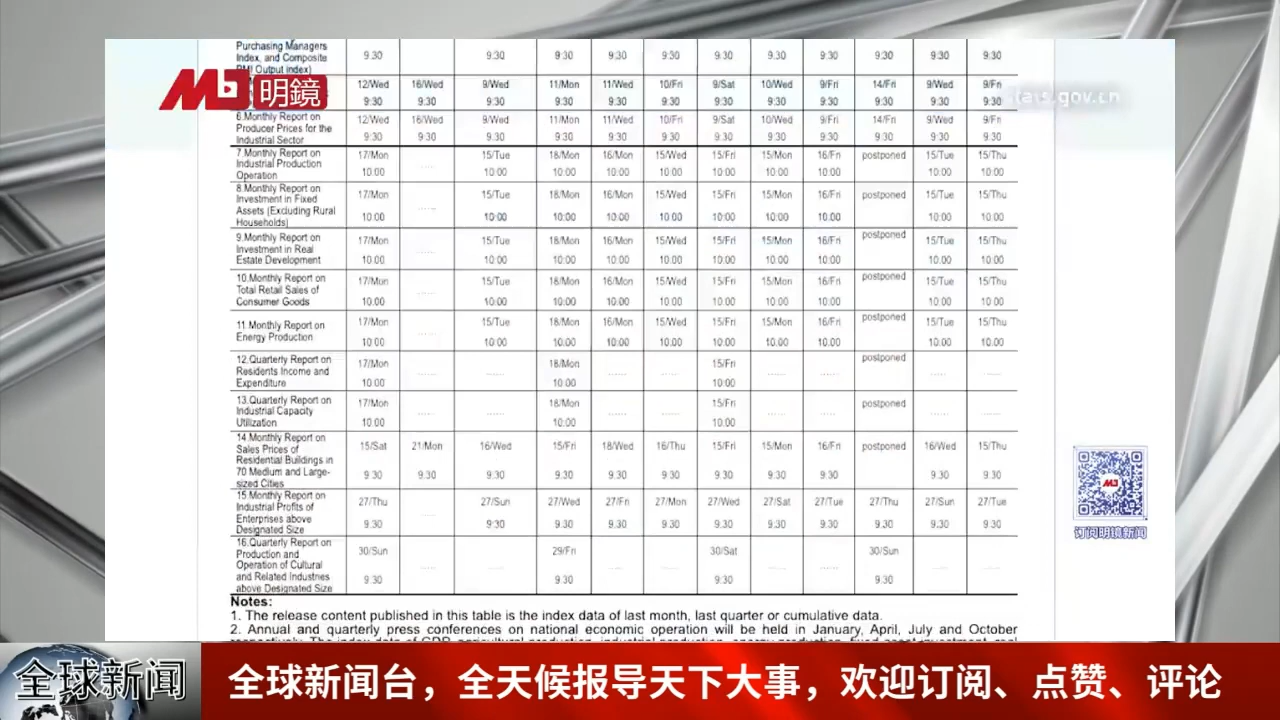 Purchasing Managers
Index, and Composite
PMI Output index)
9:30 9:30 9:30 9:30 9:30 9:30 9:30 9:30 9:30 9:30 9:30
MD 明鏡
12/Wed 16/Wed 9/Wed 11/Mon 11/Wed 10/Fri 9/Sat 10/Wed 9/Fri 14/Fri 9/Wed 9/Fri
9:30 9:30 9:30 9:30 9:30 9:30 9:30 9:30 9:30 9:30 9:30 9:30
stats.gov.cn
6.Monthly Report on
Producer Prices for the
Industrial Sector
12/Wed 16/Wed 9/Wed 11/Mon 11/Wed 10/Fri 9/Sat 10/Wed 9/Fri 14/Fri 9/Wed 9/Fri
9:30 9:30 9:30 9:30 9:30 9:30 9:30 9:30 9:30 9:30 9:30 9:30
7.Monthly Report on
Industrial Production
Operation
17/Mon ...... 15/Tue 18/Mon 16/Mon 15/Wed 15/Fri 15/Mon 16/Fri postponed 15/Tue 15/Thu
10:00 10:00 10:00 10:00 10:00 10:00 10:00 10:00 10:00 10:00
8.Monthly Report on
Investment in Fixed
Assets (Excluding Rural
Households)
17/Mon ...... 15/Tue 18/Mon 16/Mon 15/Wed 15/Fri 15/Mon 16/Fri postponed 15/Tue 15/Thu
10:00 10:00 10:00 10:00 10:00 10:00 10:00 10:00 10:00 10:00
9.Monthly Report on
Investment in Real
Estate Development
17/Mon ...... 15/Tue 18/Mon 16/Mon 15/Wed 15/Fri 15/Mon 16/Fri postponed 15/Tue 15/Thu
10:00 10:00 10:00 10:00 10:00 10:00 10:00 10:00 10:00 10:00
10.Monthly Report on
Total Retail Sales of
Consumer Goods
17/Mon ...... 15/Tue 18/Mon 16/Mon 15/Wed 15/Fri 15/Mon 16/Fri postponed 15/Tue 15/Thu
10:00 10:00 10:00 10:00 10:00 10:00 10:00 10:00 10:00 10:00
11.Monthly Report on
Energy Production
17/Mon ...... 15/Tue 18/Mon 16/Mon 15/Wed 15/Fri 15/Mon 16/Fri postponed 15/Tue 15/Thu
10:00 10:00 10:00 10:00 10:00 10:00 10:00 10:00 10:00 10:00
12.Quarterly Report on
Residents Income and
Expenditure
17/Mon ...... ...... 18/Mon ...... ...... 15/Fri ...... ...... postponed ...... ......
10:00 10:00 10:00
13.Quarterly Report on
Industrial Capacity
Utilization
17/Mon ...... ...... 18/Mon ...... ...... 15/Fri ...... ...... postponed ...... ......
10:00 10:00 10:00
14.Monthly Report on
Sales Prices of
Residential Buildings in
70 Medium and Large-
sized Cities
15/Sat 21/Mon 16/Wed 15/Fri 18/Wed 16/Thu 15/Fri 15/Mon 16/Fri postponed 16/Wed 15/Thu
9:30 9:30 9:30 9:30 9:30 9:30 9:30 9:30 9:30 9:30 9:30
15.Monthly Report on
Industrial Profits of
Enterprises above
Designated Size
27/Thu ...... 27/Sun 27/Wed 27/Fri 27/Mon 27/Wed 27/Sat 27/Tue 27/Thu 27/Sun 27/Tue
9:30 9:30 9:30 9:30 9:30 9:30 9:30 9:30 9:30 9:30 9:30
16.Quarterly Report on
Production and
Operation of Cultural
and Related Industries
above Designated Size
30/Sun ...... ...... 29/Fri ...... ...... 30/Sat ...... ...... 30/Sun ...... ......
9:30 9:30 9:30 9:30
订阅明镜新闻
Notes:
1. The release content published in this table is the index data of last month, last quarter or cumulative data.
2. Annual and quarterly press conferences on national economic operation will be held in January, April, July and October
全球新闻
全球新闻台，全天候报导天下大事，欢迎订阅、点赞、评论